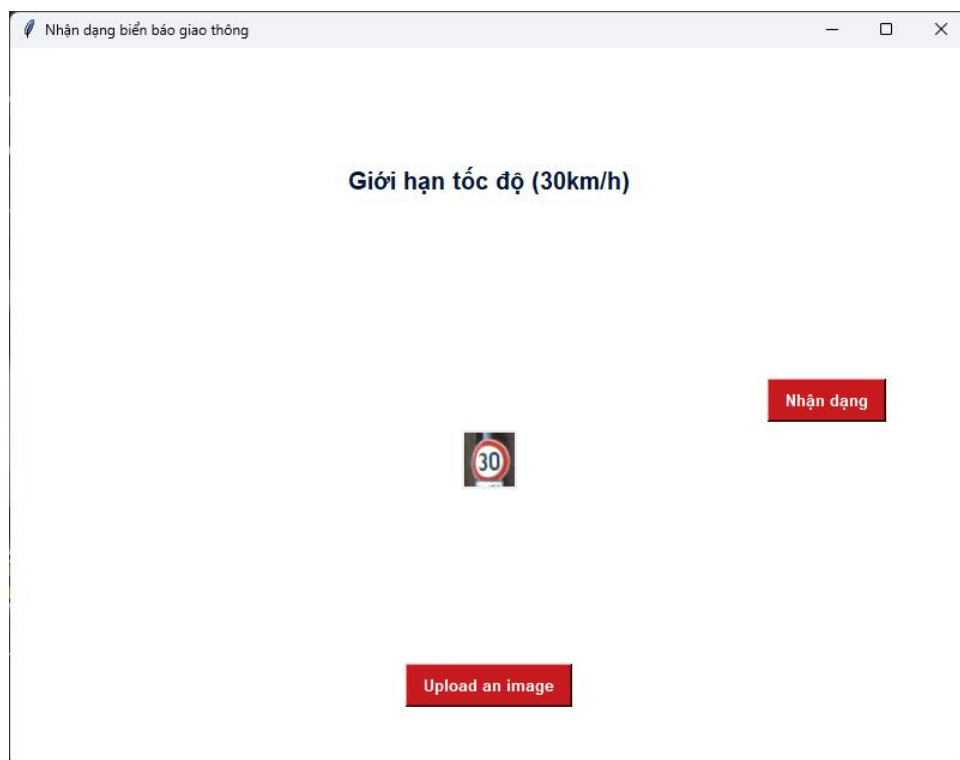 Nhận dạng biển báo giao thông
Giới hạn tốc độ (30km/h)
Nhận dạng
30
Upload an image